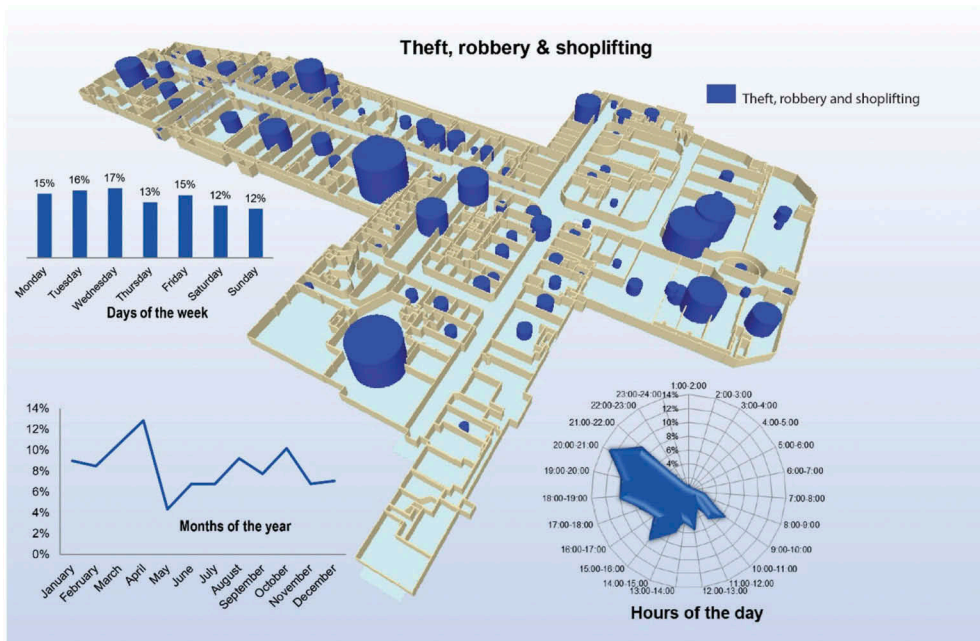 Theft, robbery & shoplifting
Theft, robbery and shoplifting
15%
16%
17%
13%
15%
12%
12%
Monday
Tuesday
Wednesday
Thursday
Friday
Saturday
Sunday
Days of the week
14%
12%
10%
8%
6%
4%
2%
0%
January
February
March
April
May
June
July
August
September
October
November
December
Months of the year
1:00-2:00
2:00-3:00
3:00-4:00
4:00-5:00
5:00-6:00
6:00-7:00
7:00-8:00
8:00-9:00
9:00-10:00
10:00-11:00
11:00-12:00
12:00-13:00
13:00-14:00
14:00-15:00
15:00-16:00
16:00-17:00
17:00-18:00
18:00-19:00
19:00-20:00
20:00-21:00
21:00-22:00
22:00-23:00
23:00-24:00
14%
12%
10%
8%
6%
4%
Hours of the day